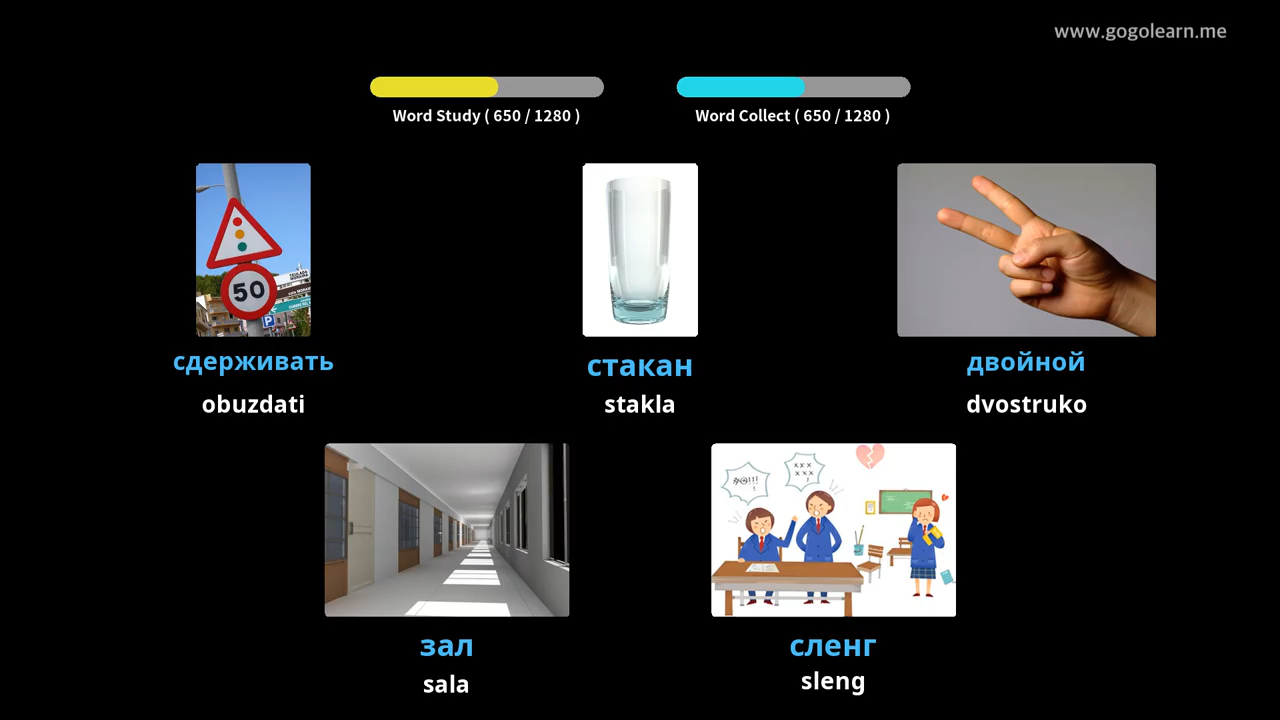 www.gogolearn.me
Word Study ( 650 / 1280 )
Word Collect ( 650 / 1280 )
50
P
сдерживать
стакан
двойной
obuzdati
stakla
dvostruko
зал
сленг
sala
sleng